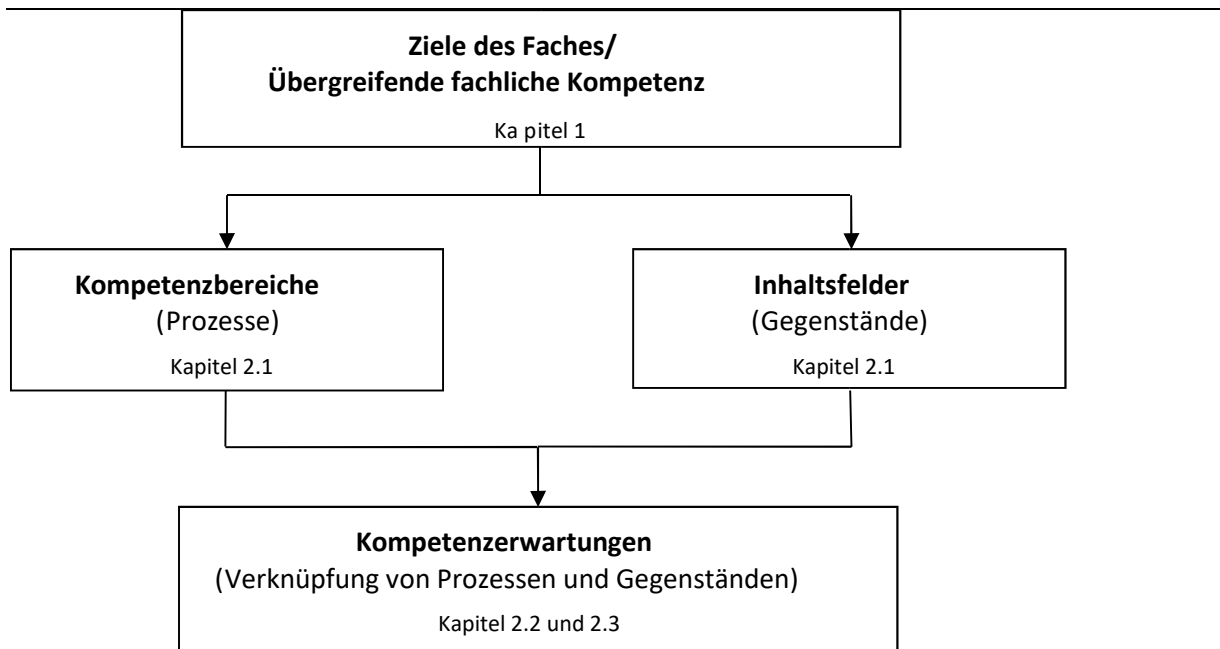 Ziele des Faches/
Übergreifende fachliche Kompetenz
Ka pitel 1
Kompetenzbereiche
(Prozesse)
Kapitel 2.1
Inhaltsfelder
(Gegenstände)
Kapitel 2.1
Kompetenzerwartungen
(Verknüpfung von Prozessen und Gegenständen)
Kapitel 2.2 und 2.3